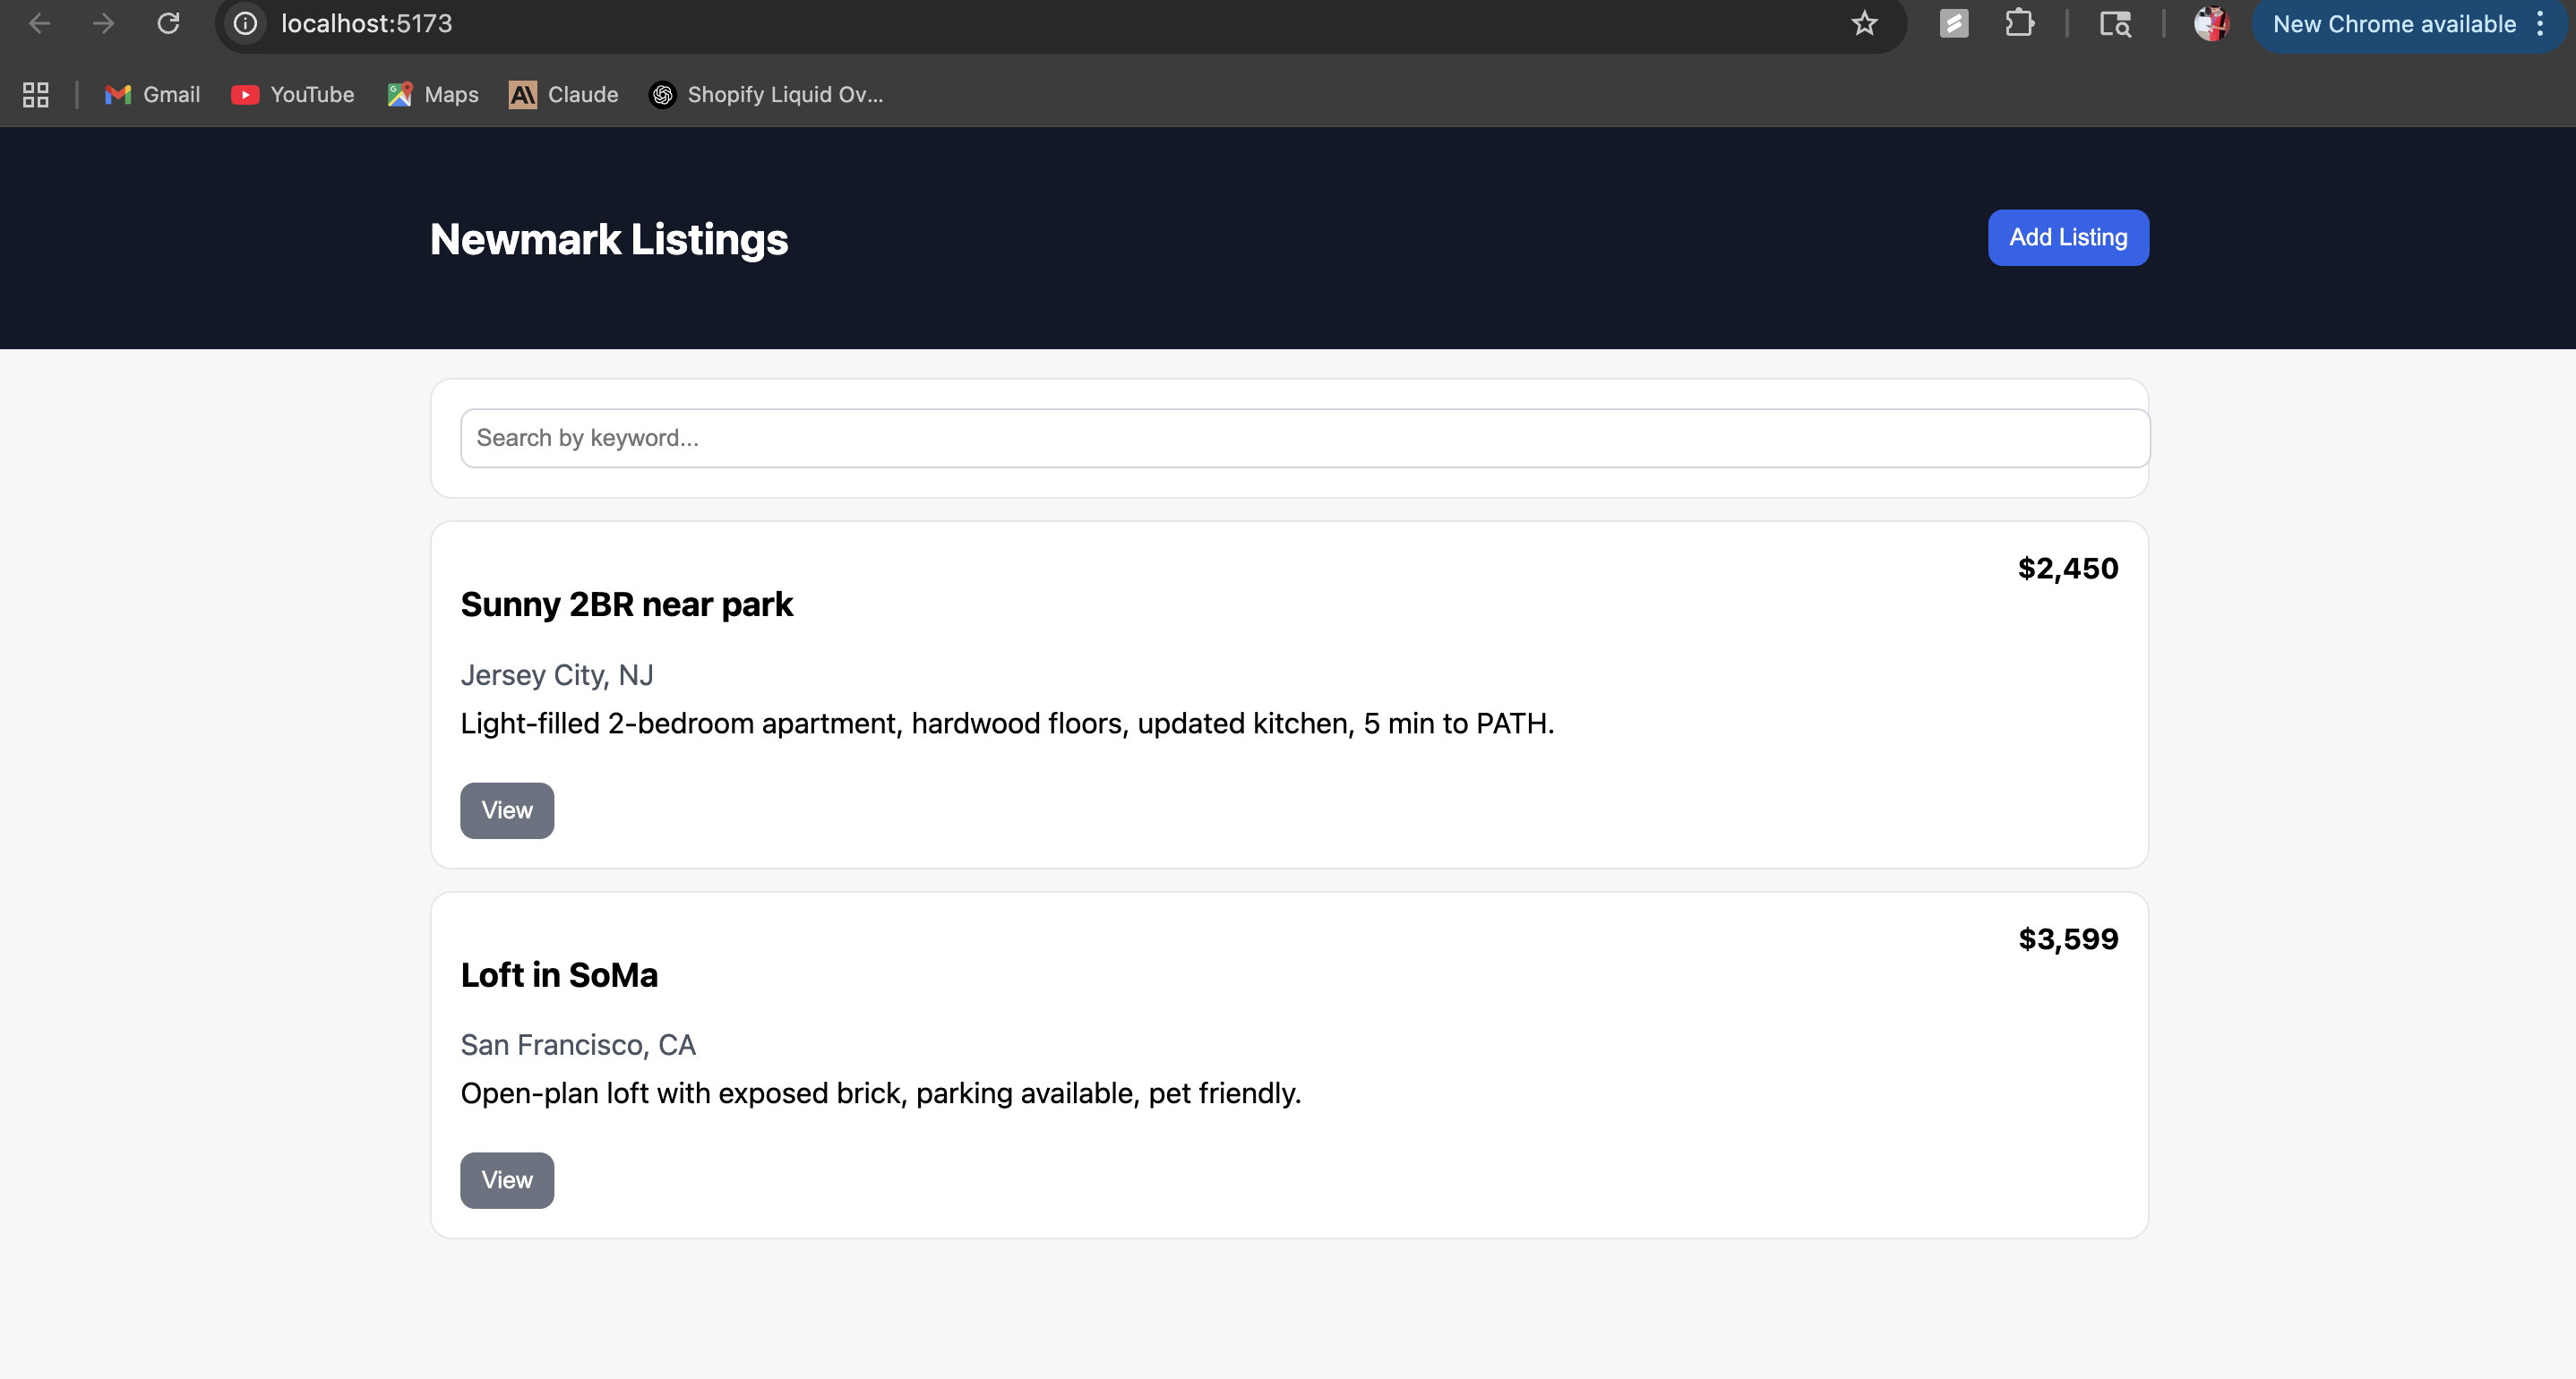 localhost:5173
New Chrome available
Gmail
YouTube
Maps
Claude
Shopify Liquid Ov...
Newmark Listings
Add Listing
Search by keyword...
$2,450
Sunny 2BR near park
Jersey City, NJ
Light-filled 2-bedroom apartment, hardwood floors, updated kitchen, 5 min to PATH.
View
$3,599
Loft in SoMa
San Francisco, CA
Open-plan loft with exposed brick, parking available, pet friendly.
View